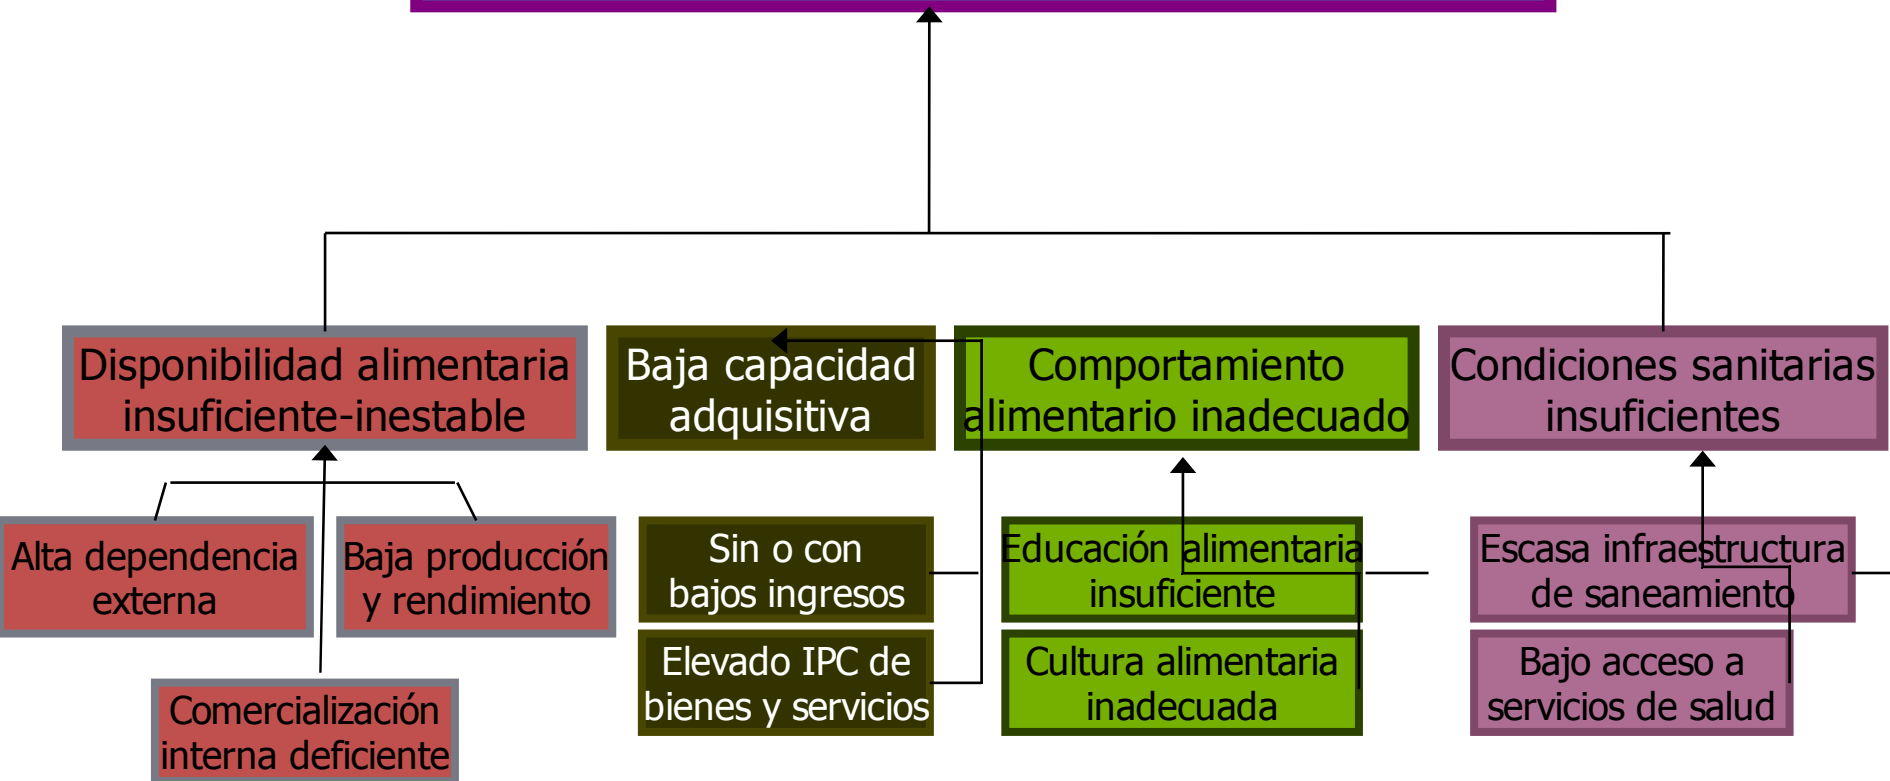 Disponibilidad alimentaria
insuficiente-inestable
Baja capacidad
adquisitiva
Comportamiento
alimentario inadecuado
Condiciones sanitarias
insuficientes
Alta dependencia
externa
Baja producción
y rendimiento
Comercialización
interna deficiente
Sin o con
bajos ingresos
Elevado IPC de
bienes y servicios
Educación alimentaria
insuficiente
Cultura alimentaria
inadecuada
Escasa infraestructura
de saneamiento
Bajo acceso a
servicios de salud